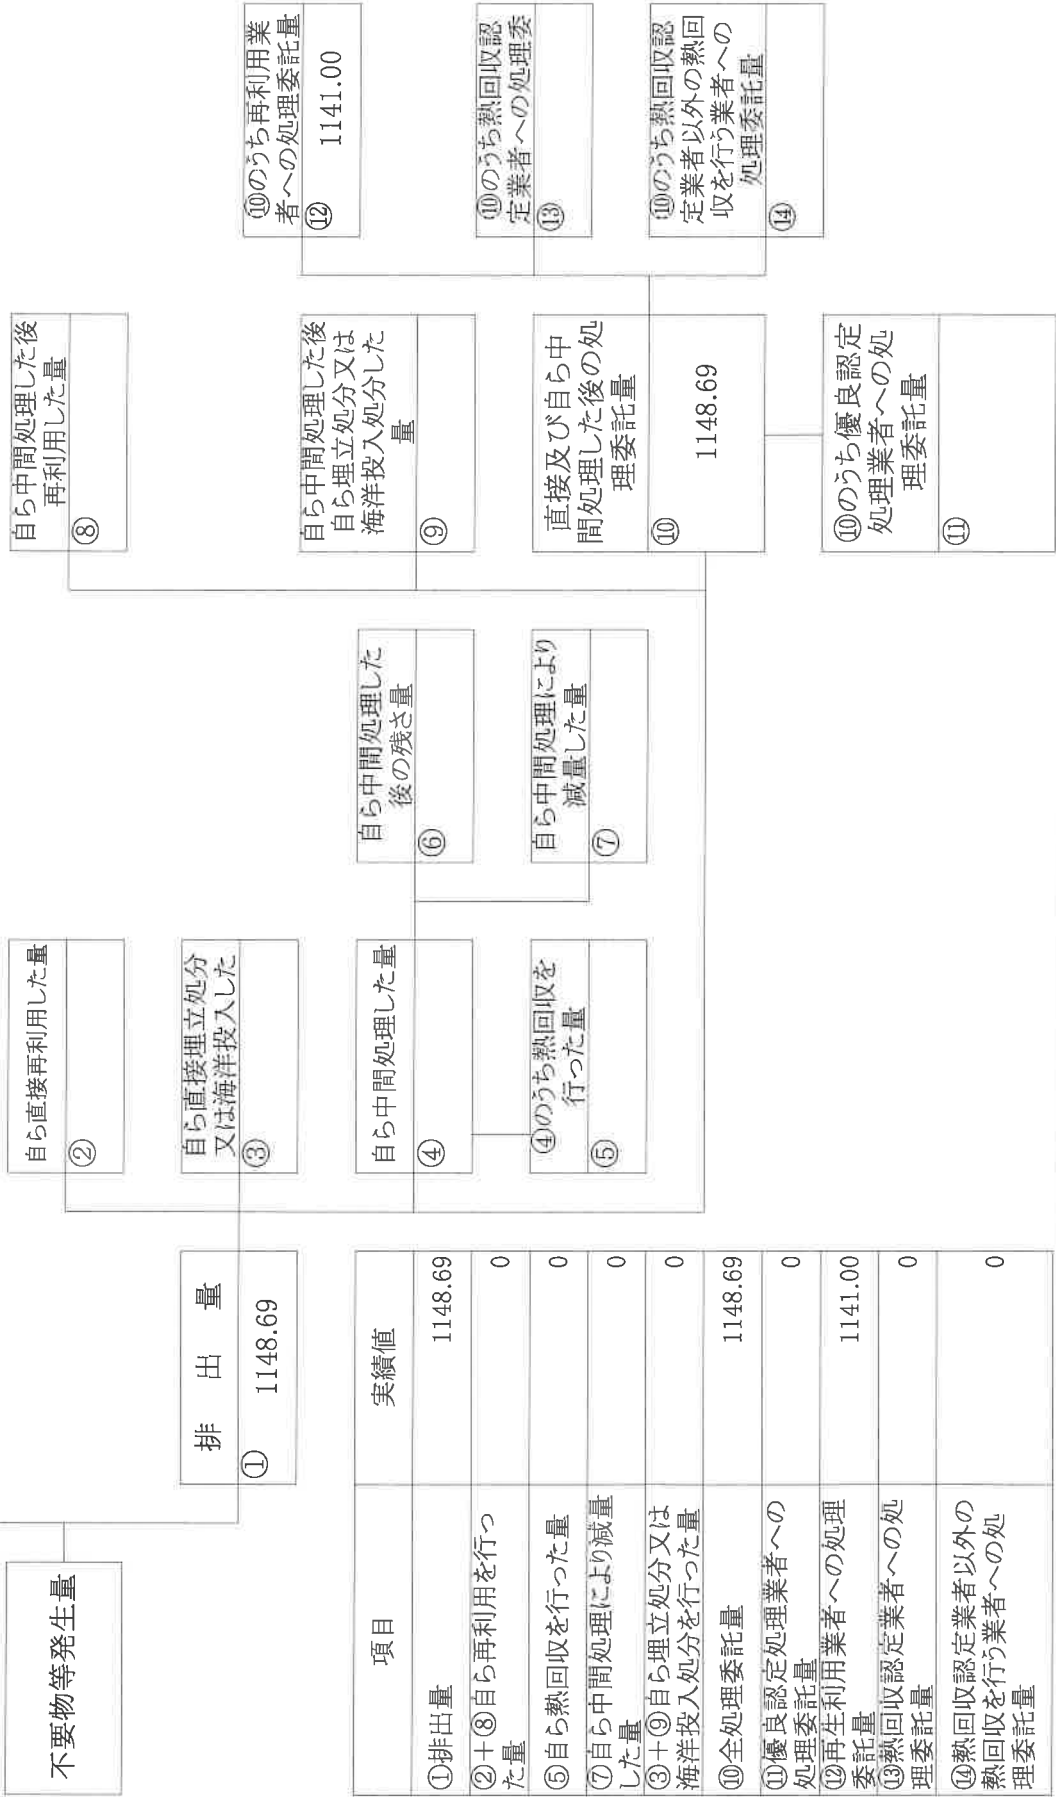 不要物等発生量
排 出 量
①
1148.69
自ら直接再利用した量
②
自ら直接埋立処分
又は海洋投入した
③
自ら中間処理した量
④
④のうち熱回収を
行った量
⑤
自ら中間処理した
後の残さ量
⑥
自ら中間処理により
減量した量
⑦
自ら中間処理した後
再利用した量
⑧
自ら中間処理した後
自ら埋立処分又は
海洋投入処分した
量
⑨
直接及び自ら中
間処理した後の処
理委託量
⑩
1148.69
⑩のうち優良認定
処理業者への処
理委託量
⑪
⑩のうち再利用業
者への処理委託量
⑫
1141.00
⑩のうち熱回収認
定業者への処理委
⑬
⑩のうち熱回収認
定業者以外の熱回
収を行う業者への
処理委託量
⑭
項目 実績値
①排出量 1148.69
②+⑧自ら再利用を行っ
た量 0
⑤自ら熱回収を行った量 0
⑦自ら中間処理により減量
した量 0
③+⑨自ら埋立処分又は
海洋投入処分を行った量 0
⑩全処理委託量 1148.69
⑪優良認定処理業者への
処理委託量 0
⑫再生利用業者への処理
委託量 1141.00
⑬熱回収認定業者への処
理委託量 0
⑭熱回収認定業者以外の
熱回収を行う業者への処
理委託量 0